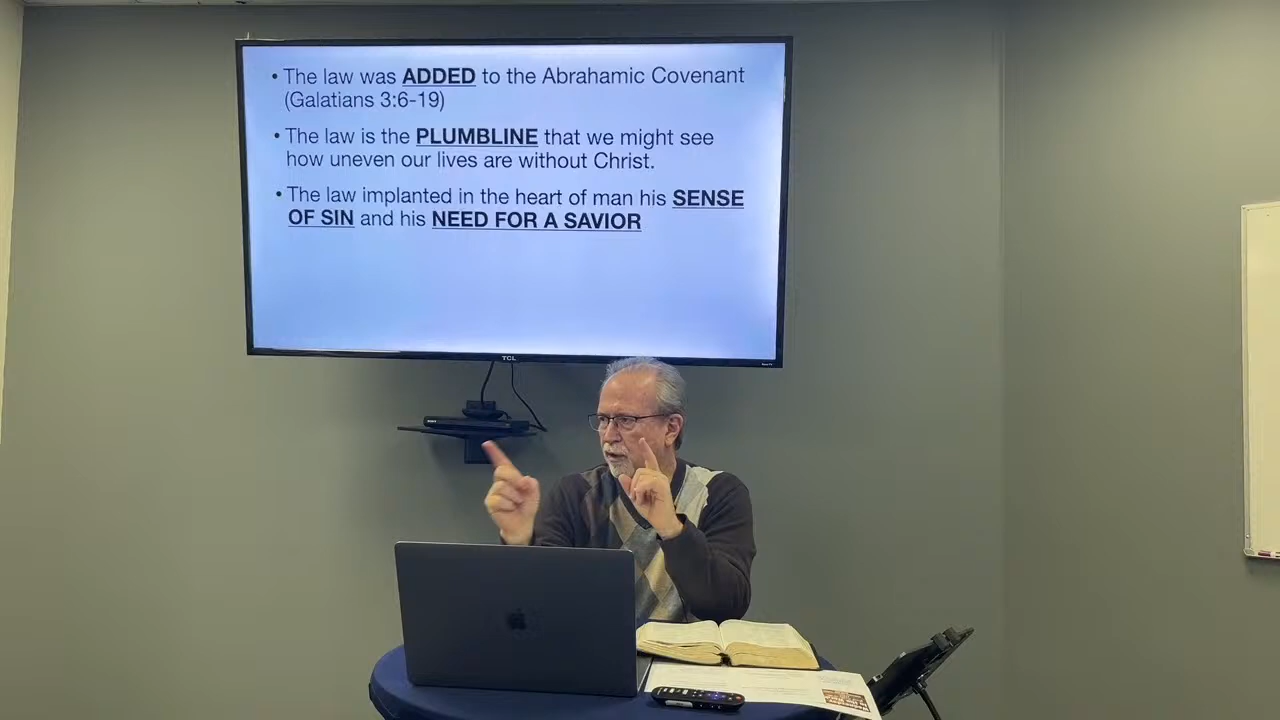 • The law was ADDED to the Abrahamic Covenant
(Galatians 3:6-19)
• The law is the PLUMBLINE that we might see
how uneven our lives are without Christ.
• The law implanted in the heart of man his SENSE
OF SIN and his NEED FOR A SAVIOR
TCL